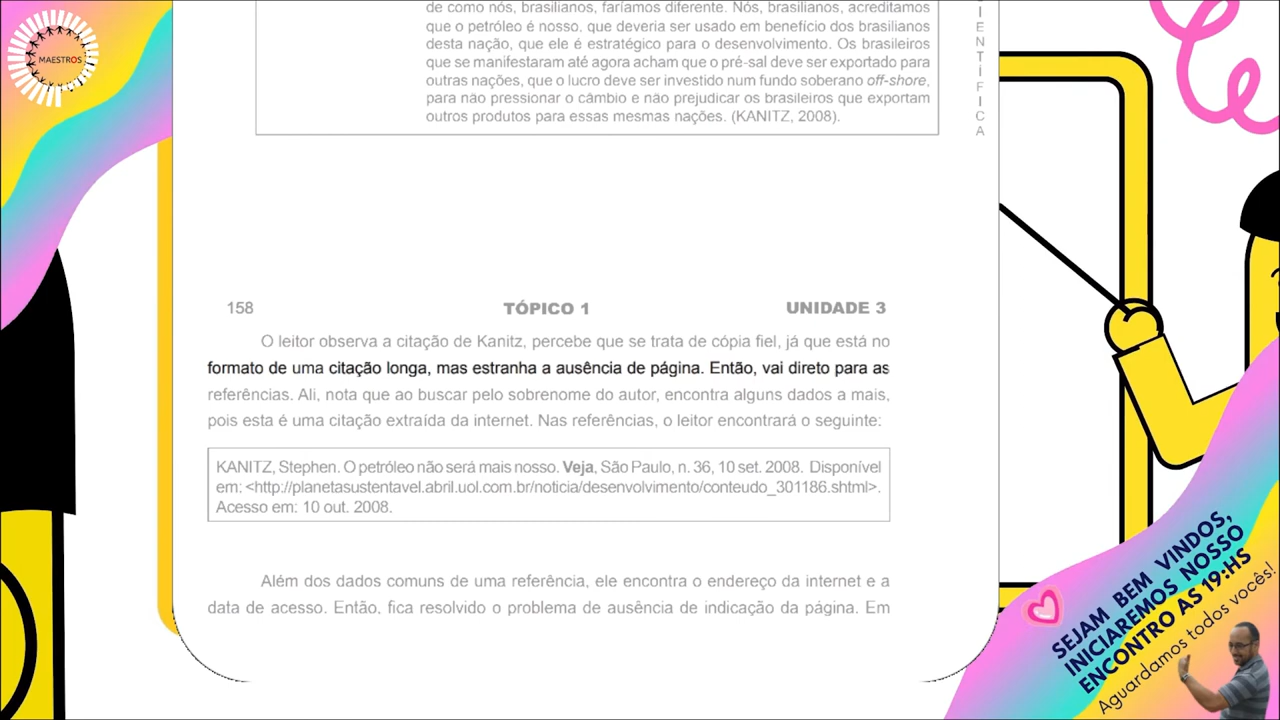 MAESTROS
de como nós, brasilianos, faríamos diferente. Nós, brasilianos, acreditamos
que o petróleo é nosso. que deveria ser usado em benefício dos brasilianos
desta nação, que ele é estratégico para o desenvolvimento. Os brasileiros
que se manifestaram até agora acham que o pré-sal deve ser exportado para
outras nações, que o lucro deve ser investido num fundo soberano off-shore,
para não pressionar o câmbio e não prejudicar os brasileiros que exportam
outros produtos para essas mesmas nações. (KANITZ, 2008).
I
E
N
T
Í
F
I
C
A
158 TÓPICO 1 UNIDADE 3
O leitor observa a citação de Kanitz, percebe que se trata de cópia fiel, já que está no
formato de uma citação longa, mas estranha a ausência de página. Então, vai direto para as
referências. Ali, nota que ao buscar pelo sobrenome do autor, encontra alguns dados a mais,
pois esta é uma citação extraída da internet. Nas referências, o leitor encontrará o seguinte:
KANITZ, Stephen. O petróleo não será mais nosso. Veja, São Paulo, n. 36, 10 set. 2008. Disponível
em: <http://planetasustentavel.abril.uol.com.br/noticia/desenvolvimento/conteudo_301186.shtml>.
Acesso em: 10 out. 2008.
Além dos dados comuns de uma referência, ele encontra o endereço da internet e a
data de acesso. Então, fica resolvido o problema de ausência de indicação da página. Em
SEJAM BEM VINDOS,
INICIAREMOS NOSSO
ENCONTRO AS 19:HS
Aguardamos todos vocês!